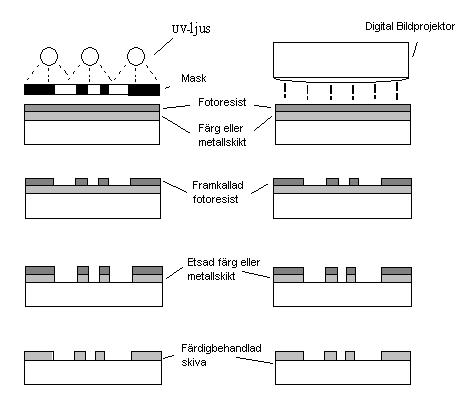 UV-ljus
Digital Bildprojektor
Mask
Fotoresist
Färg eller
metallskikt
Framkallad
fotoresist
Etsad färg eller
metallskikt
Färdigbehandlad
skiva